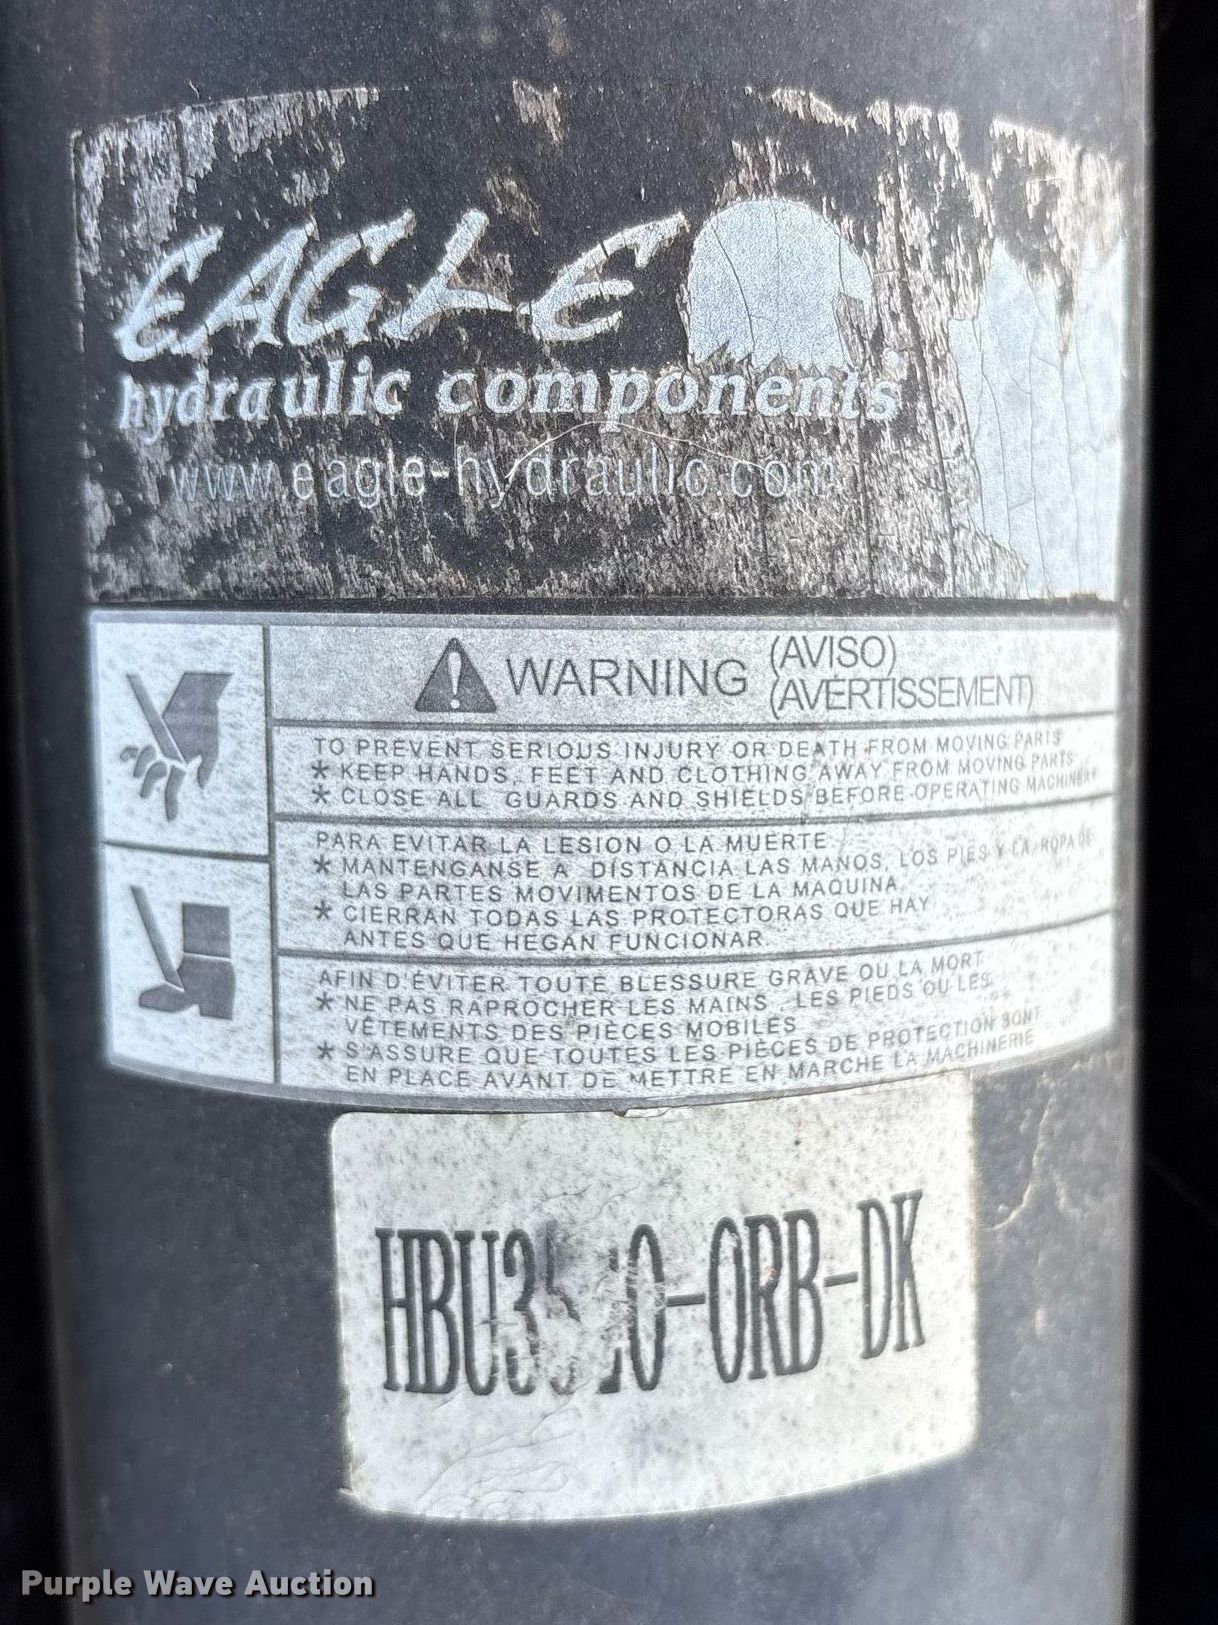 EAGLE
hydraulic components
www.eagle-hydraulic.com
WARNING (AVISO)
(AVERTISSEMENT)
TO PREVENT SERIOUS INJURY OR DEATH FROM MOVING PARTS
* KEEP HANDS, FEET AND CLOTHING AWAY FROM MOVING PARTS
* CLOSE ALL GUARDS AND SHIELDS BEFORE OPERATING MACHINERY
PARA EVITAR LA LESION O LA MUERTE
* MANTENGANSE A DISTANCIA LAS MANOS, LOS PIES Y LA ROPA DE
LAS PARTES MOVIMENTOS DE LA MAQUINA.
* CIERRAN TODAS LAS PROTECTORAS QUE HAY
ANTES QUE HEGAN FUNCIONAR.
AFIN D'ÉVITER TOUTE BLESSURE GRAVE OU LA MORT
* NE PAS RAPROCHER LES MAINS, LES PIEDS OU LES
VÊTEMENTS DES PIÈCES MOBILES
* S'ASSURE QUE TOUTES LES PIÈCES DE PROTECTION SONT
EN PLACE AVANT DE METTRE EN MARCHE LA MACHINERIE
Purple Wave Auction